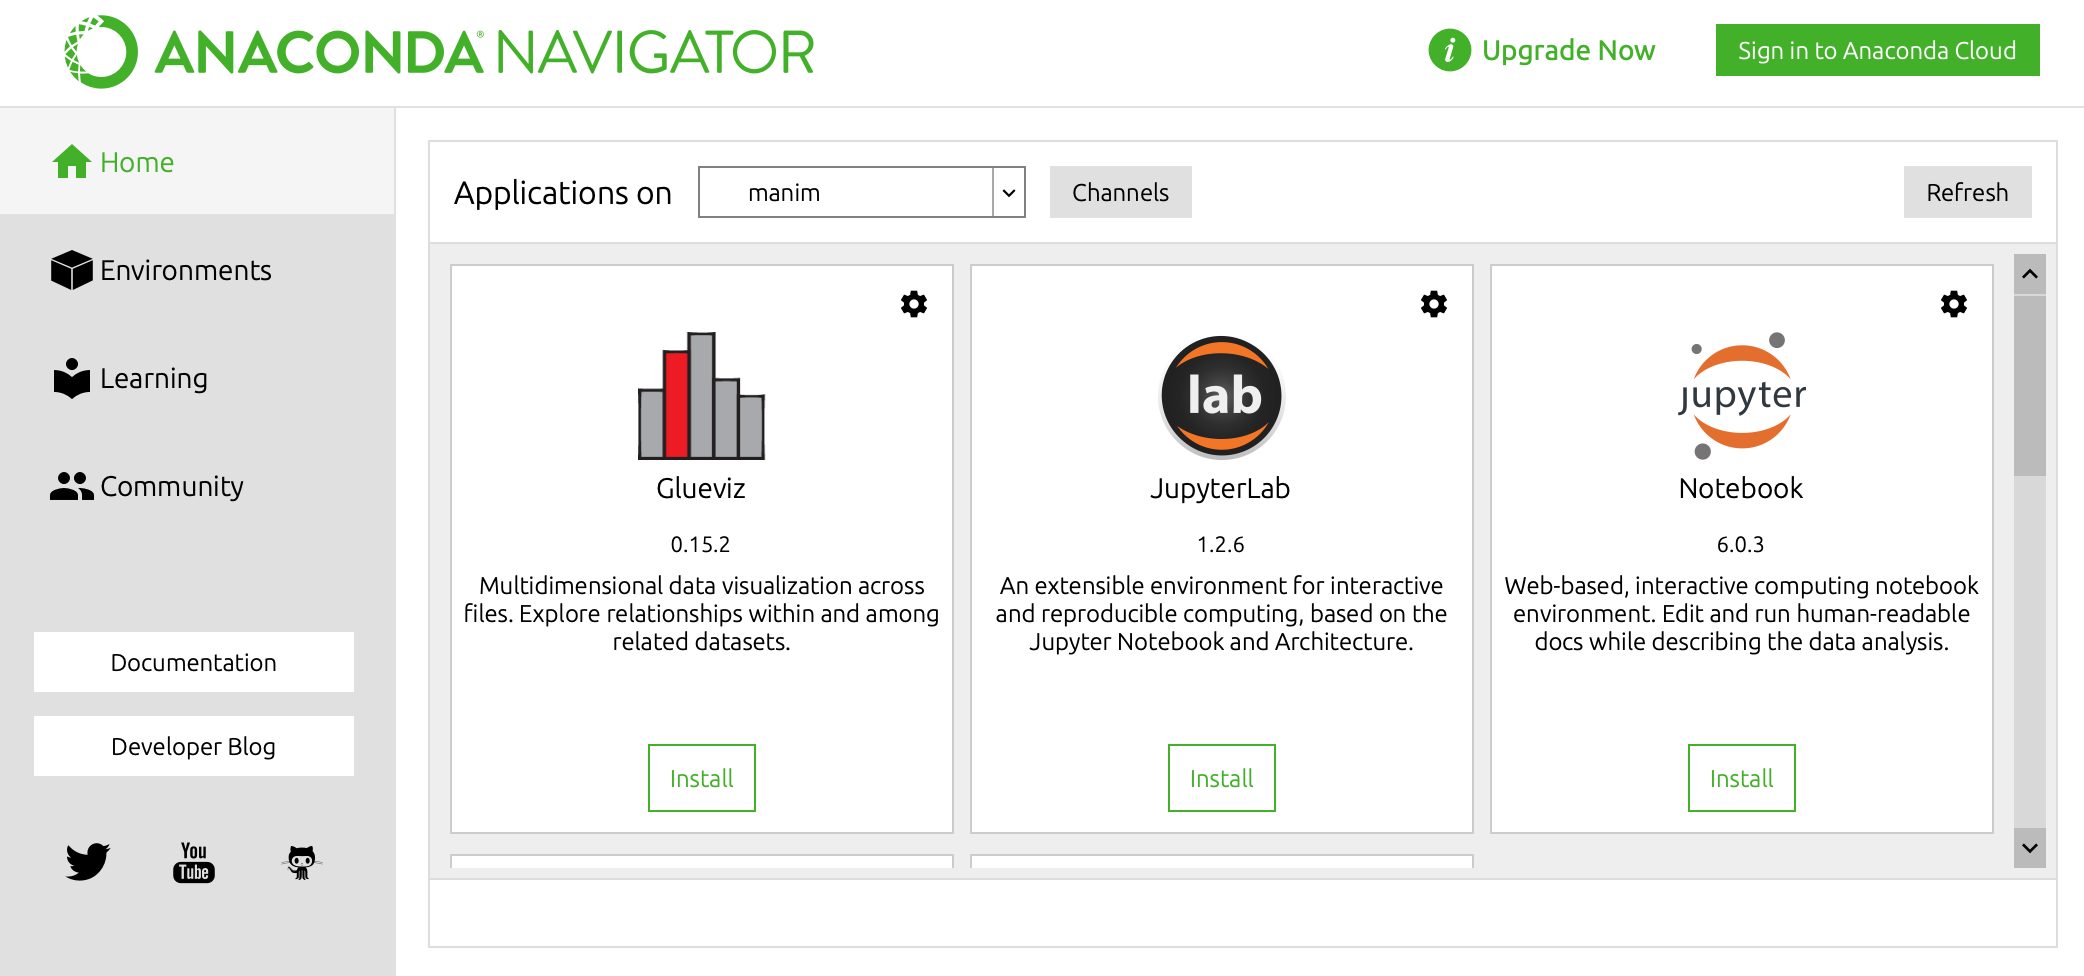 ANACONDA® NAVIGATOR
i Upgrade Now
Sign in to Anaconda Cloud
Home
Environments
Learning
Community
Documentation
Developer Blog
You
Tube
Applications on
manim
Channels
Refresh
lab
Glueviz
0.15.2
Multidimensional data visualization across
files. Explore relationships within and among
related datasets.
Install
JupyterLab
1.2.6
An extensible environment for interactive
and reproducible computing, based on the
Jupyter Notebook and Architecture.
Install
jupyter
Notebook
6.0.3
Web-based, interactive computing notebook
environment. Edit and run human-readable
docs while describing the data analysis.
Install